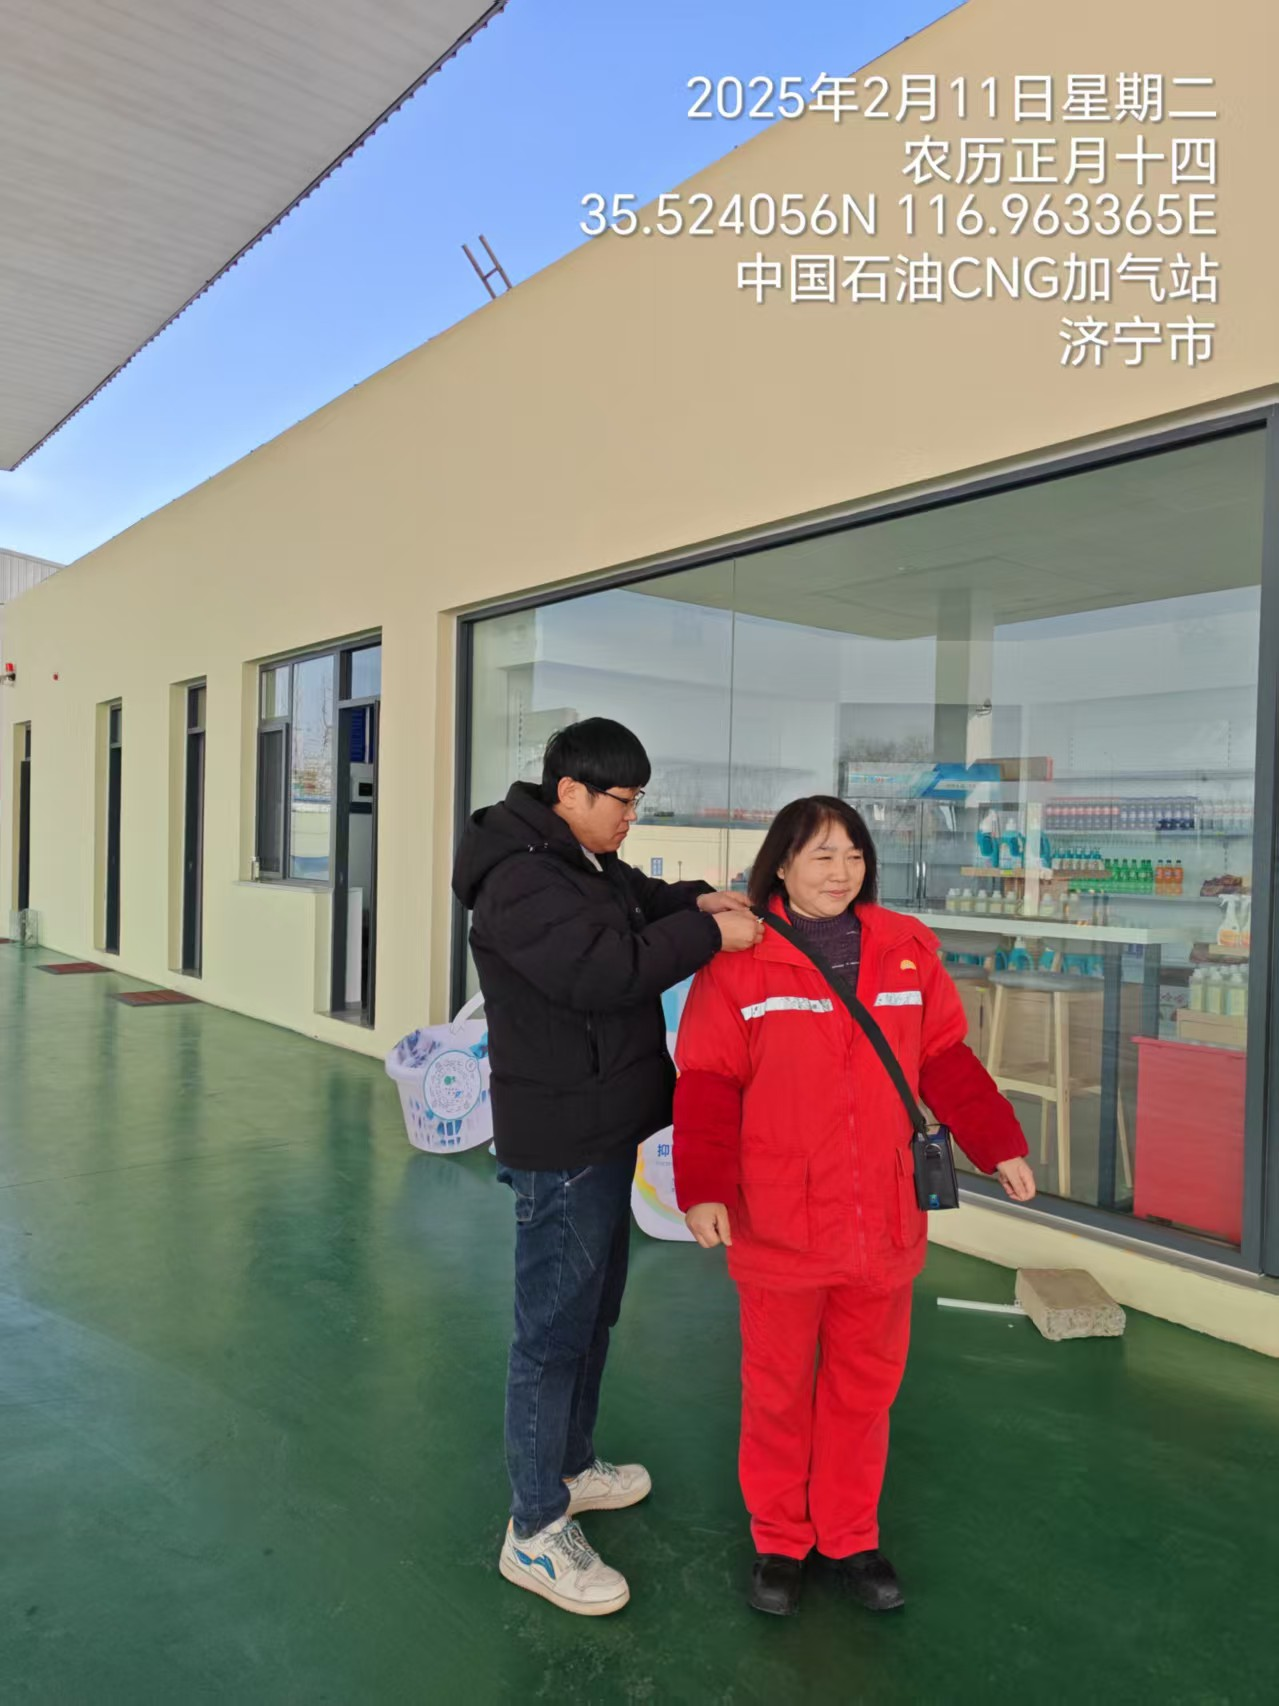 2025年2月11日星期二
农历正月十四
35.524056N 116.963365E
中国石油CNG加气站
济宁市
抑